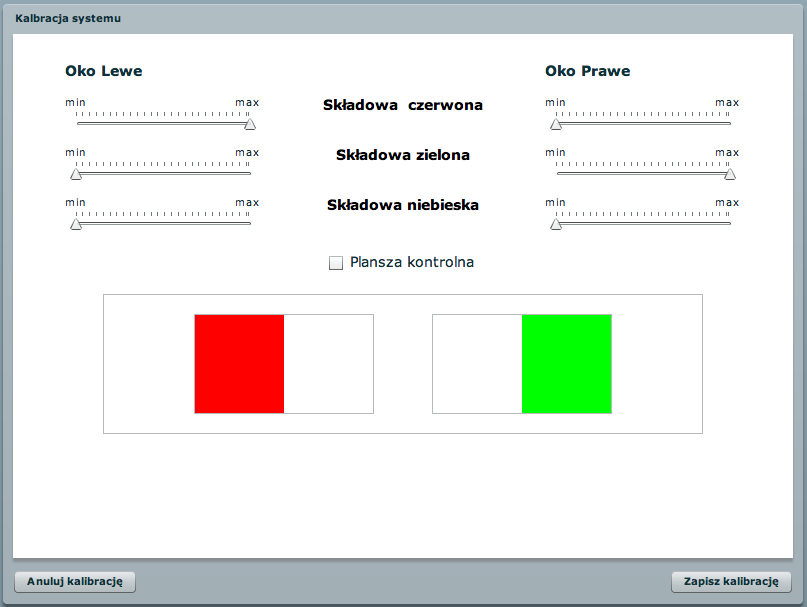 Kalbracja systemu
Oko Lewe Oko Prawe
min max Składowa czerwona min max
min max Składowa zielona min max
min max Składowa niebieska min max
Plansza kontrolna
Anuluj kalibrację Zapisz kalibrację